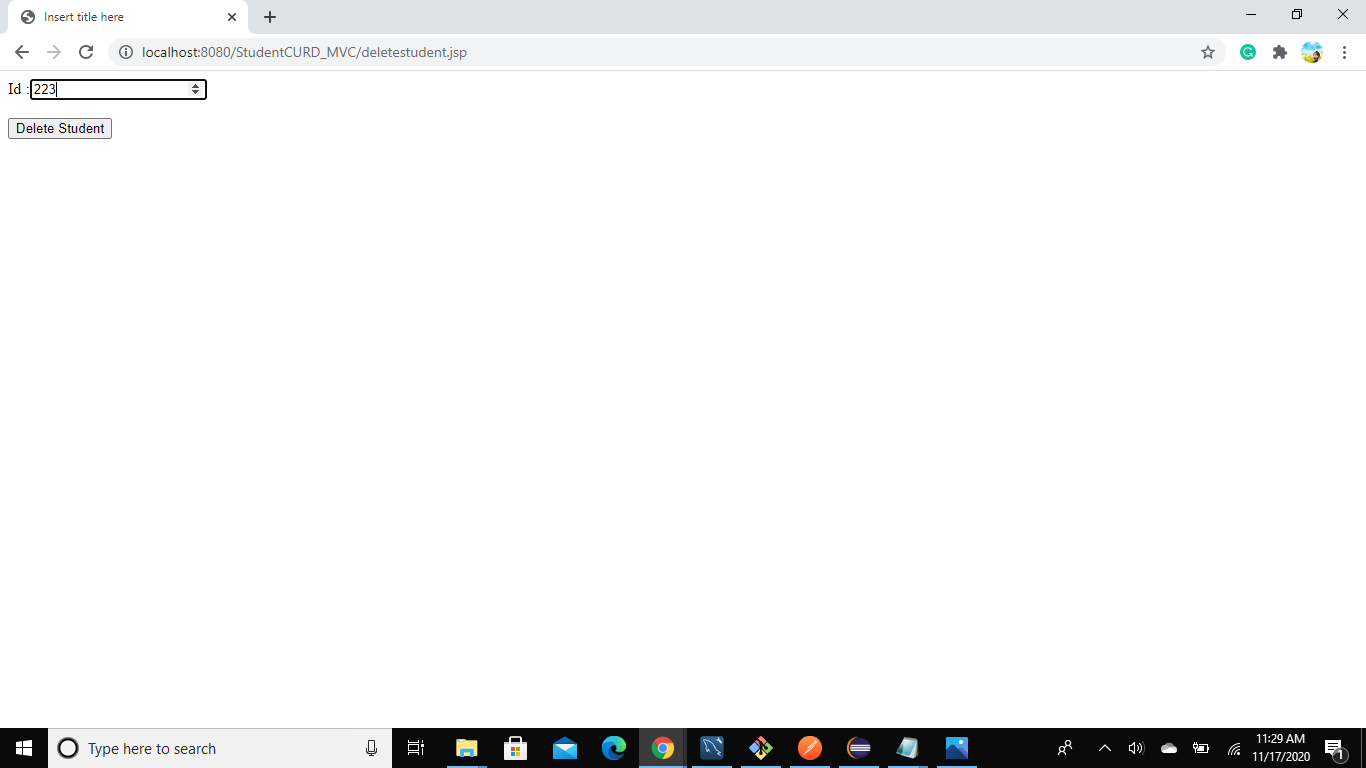 Insert title here
localhost:8080/StudentCURD_MVC/deletestudent.jsp
Id :223
Delete Student
Type here to search
11:29 AM
11/17/2020
1